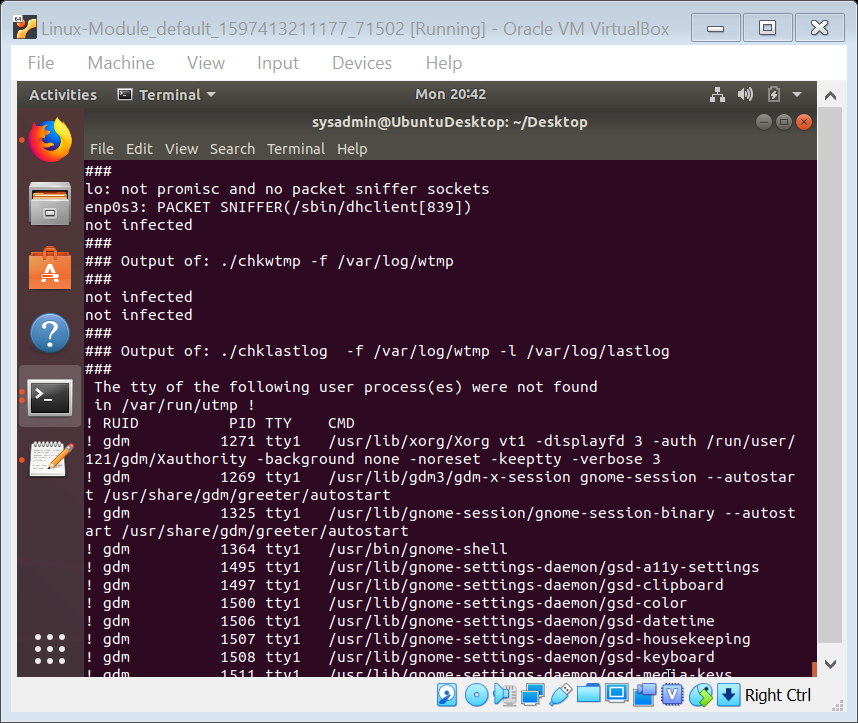 Linux-Module_default_1597413211177_71502 [Running] - Oracle VM VirtualBox
File Machine View Input Devices Help
Activities Terminal Mon 20:42
sysadmin@UbuntuDesktop: ~/Desktop
File Edit View Search Terminal Help
###
lo: not promisc and no packet sniffer sockets
enp0s3: PACKET SNIFFER(/sbin/dhclient[839])
not infected
###
### Output of: ./chkwtmp -f /var/log/wtmp
###
not infected
not infected
###
### Output of: ./chklastlog  -f /var/log/wtmp -l /var/log/lastlog
###
 The tty of the following user process(es) were not found
 in /var/run/utmp !
! RUID          PID TTY    CMD
! gdm          1271 tty1   /usr/lib/xorg/Xorg vt1 -displayfd 3 -auth /run/user/
121/gdm/Xauthority -background none -noreset -keeptty -verbose 3
! gdm          1269 tty1   /usr/lib/gdm3/gdm-x-session gnome-session --autostar
t /usr/share/gdm/greeter/autostart
! gdm          1325 tty1   /usr/lib/gnome-session/gnome-session-binary --autost
art /usr/share/gdm/greeter/autostart
! gdm          1364 tty1   /usr/bin/gnome-shell
! gdm          1495 tty1   /usr/lib/gnome-settings-daemon/gsd-a11y-settings
! gdm          1497 tty1   /usr/lib/gnome-settings-daemon/gsd-clipboard
! gdm          1500 tty1   /usr/lib/gnome-settings-daemon/gsd-color
! gdm          1506 tty1   /usr/lib/gnome-settings-daemon/gsd-datetime
! gdm          1507 tty1   /usr/lib/gnome-settings-daemon/gsd-housekeeping
! gdm          1508 tty1   /usr/lib/gnome-settings-daemon/gsd-keyboard
! gdm          1511 tty1   /usr/lib/gnome-settings-daemon/gsd-media-keys
Right Ctrl